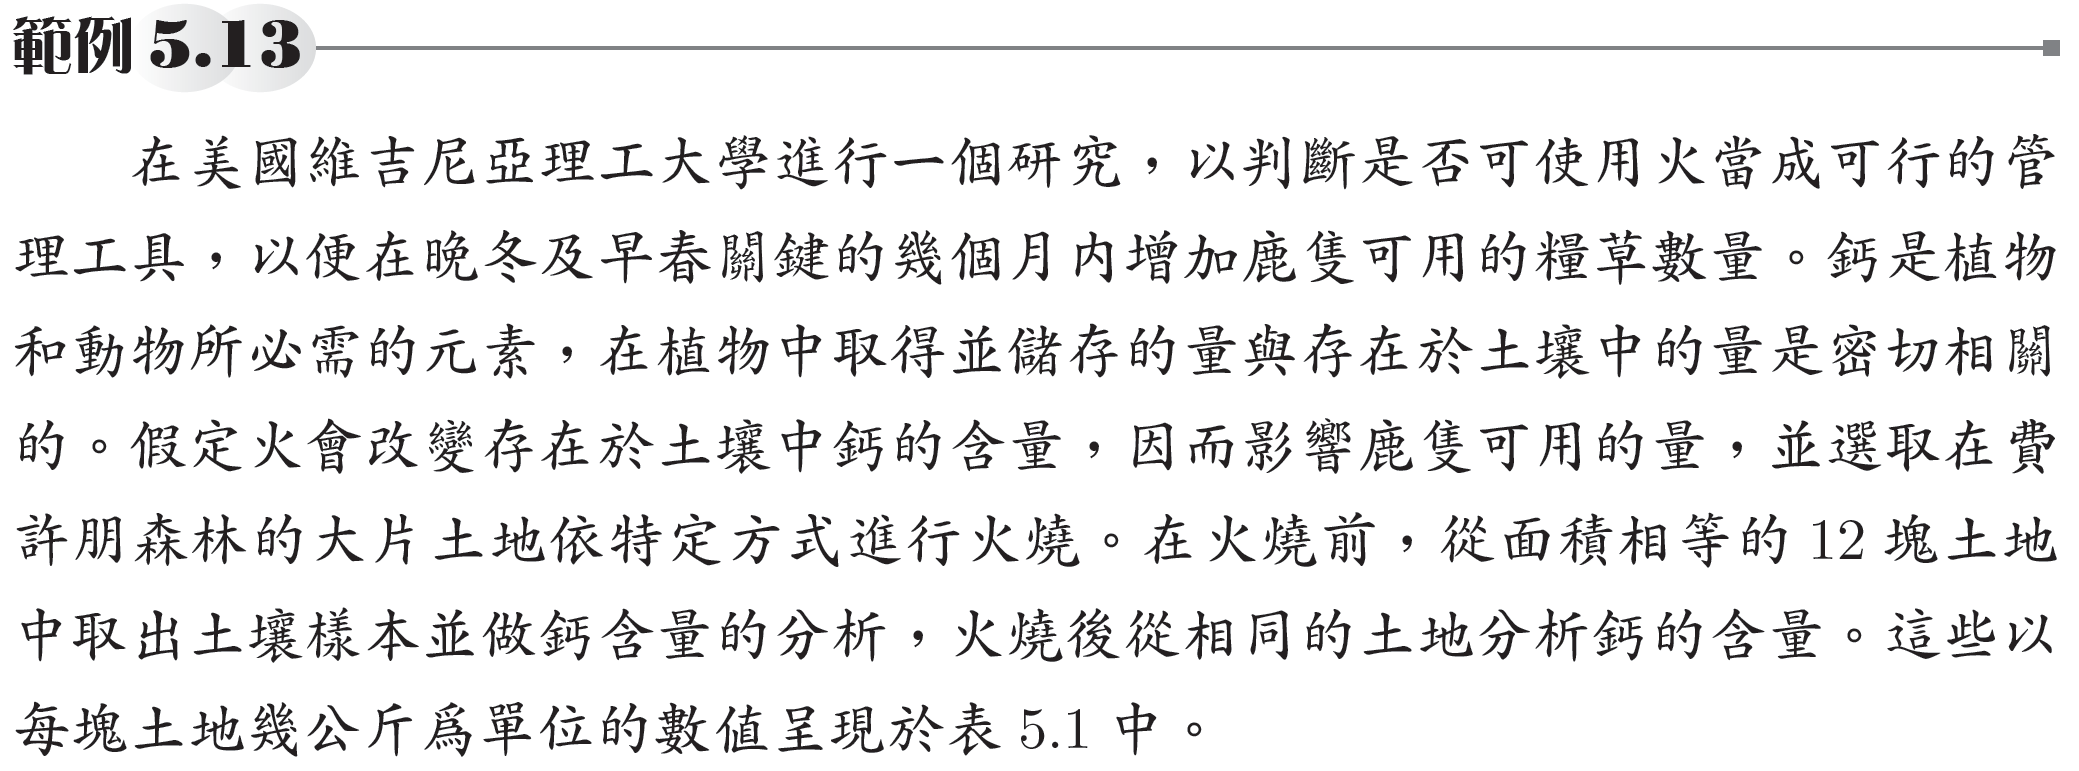 範例 5.13
在美國維吉尼亞理工大學進行一個研究，以判斷是否可使用火當成可行的管
理工具，以便在晚冬及早春關鍵的幾個月內增加鹿隻可用的糧草數量。鈣是植物
和動物所必需的元素，在植物中取得並儲存的量與存在於土壤中的量是密切相關
的。假定火會改變存在於土壤中鈣的含量，因而影響鹿隻可用的量，並選取在費
許朋森林的大片土地依特定方式進行火燒。在火燒前，從面積相等的 12 塊土地
中取出土壤樣本並做鈣含量的分析，火燒後從相同的土地分析鈣的含量。這些以
每塊土地幾公斤爲單位的數值呈現於表 5.1 中。